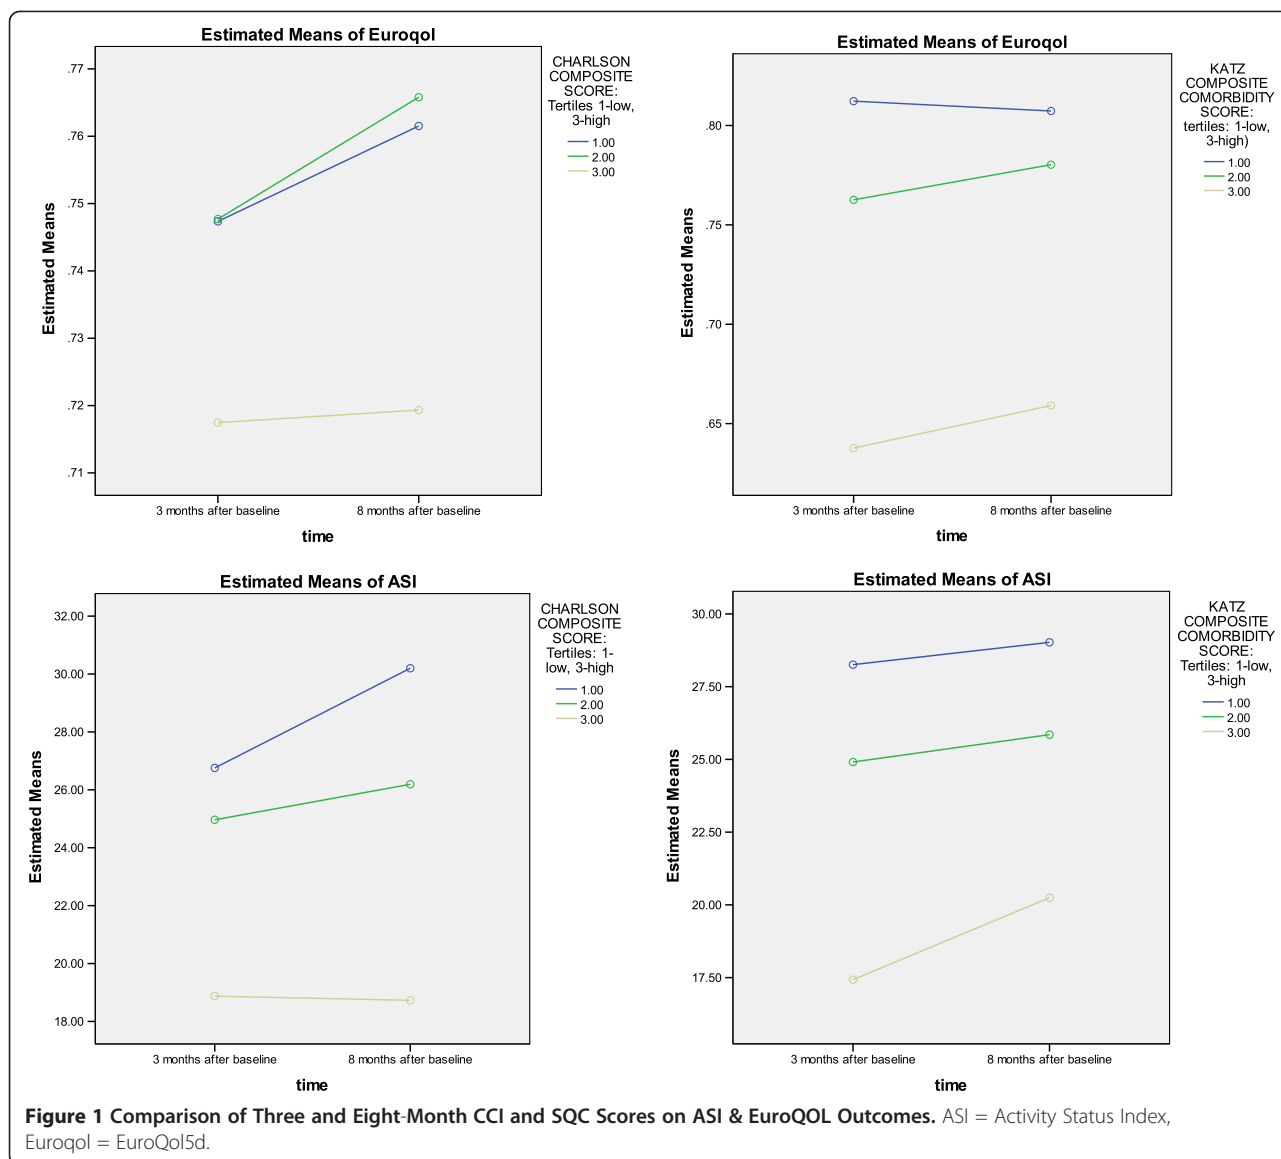 Estimated Means of Euroqol
.77
.76
.75
.74
.73
.72
.71
Estimated Means
3 months after baseline
8 months after baseline
time
CHARLSON
COMPOSITE
SCORE:
Tertiles 1-low,
3-high
1.00
2.00
3.00
Estimated Means of Euroqol
.80
.75
.70
.65
Estimated Means
3 months after baseline
8 months after baseline
time
KATZ
COMPOSITE
COMORBIDITY
SCORE:
tertiles: 1-low,
3-high)
1.00
2.00
3.00
Estimated Means of ASI
32.00
30.00
28.00
26.00
24.00
22.00
20.00
18.00
Estimated Means
3 months after baseline
8 months after baseline
time
CHARLSON
COMPOSITE
SCORE:
Tertiles: 1-
low, 3-high
1.00
2.00
3.00
Estimated Means of ASI
30.00
27.50
25.00
22.50
20.00
17.50
Estimated Means
3 months after baseline
8 months after baseline
time
KATZ
COMPOSITE
COMORBIDITY
SCORE:
Tertiles: 1-low,
3-high
1.00
2.00
3.00
Figure 1 Comparison of Three and Eight-Month CCI and SQC Scores on ASI & EuroQOL Outcomes. ASI = Activity Status Index,
Euroqol = EuroQol5d.